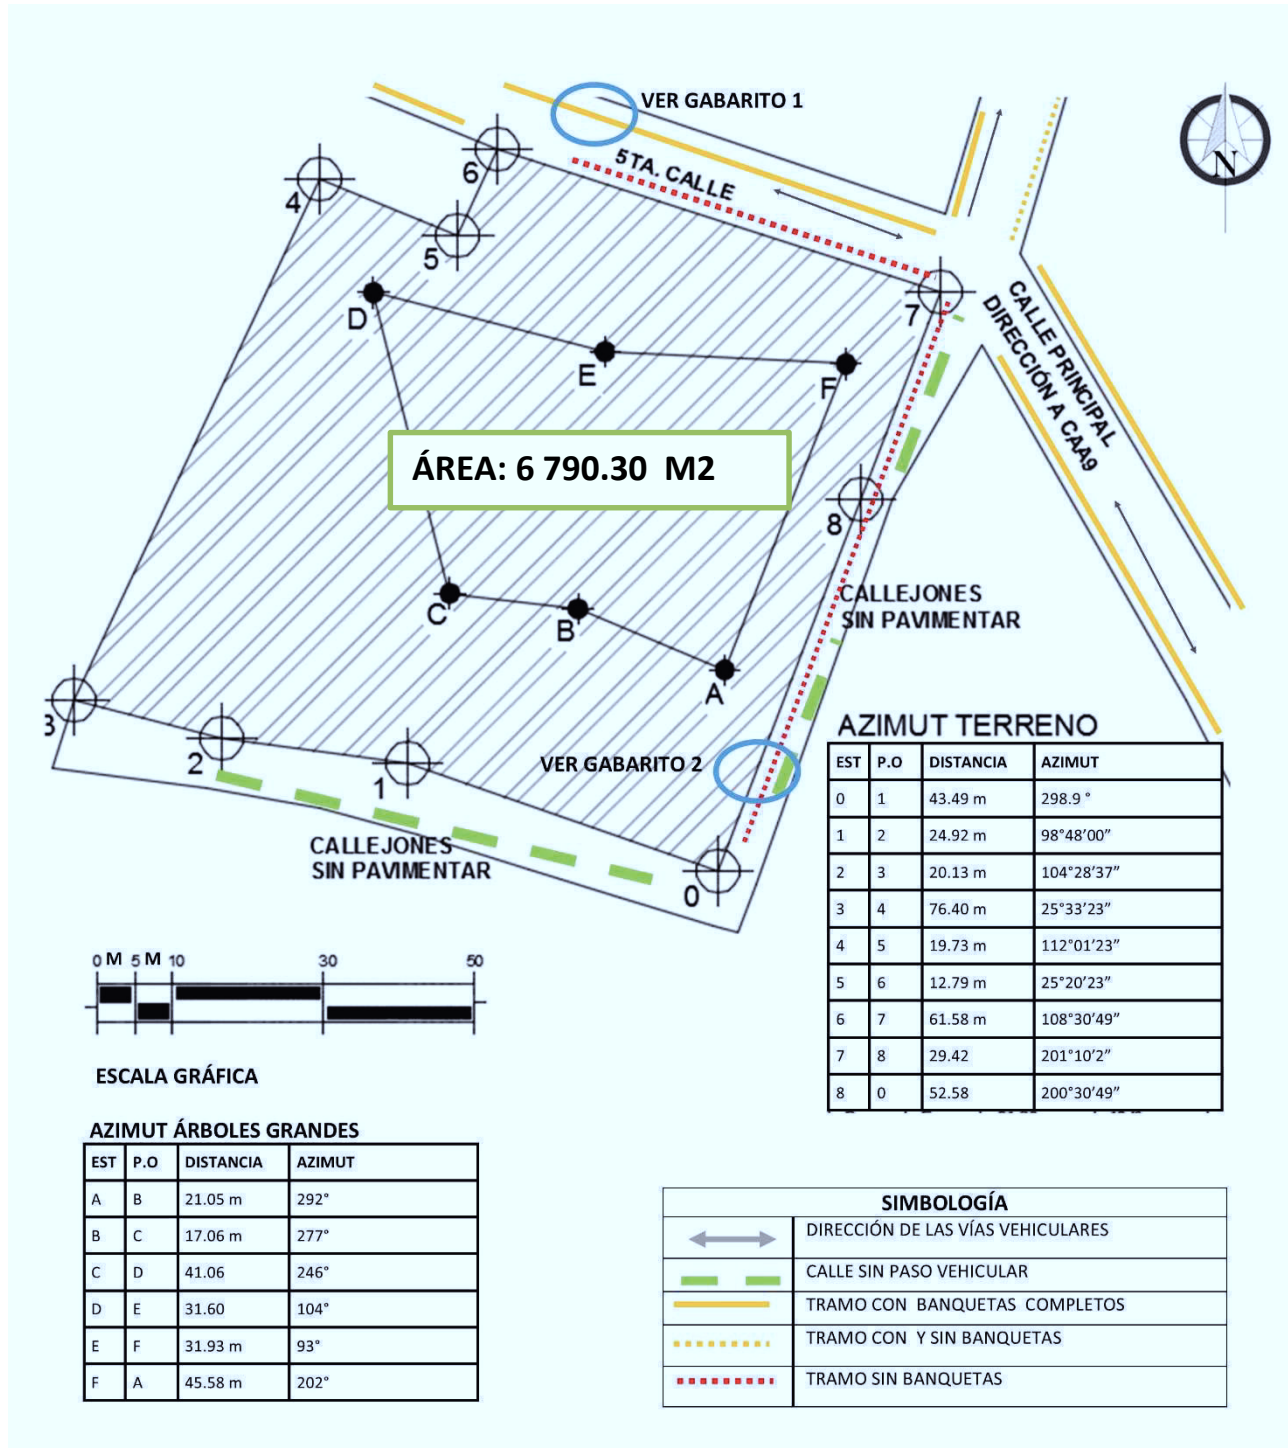 VER GABARITO 1
N
6
5TA. CALLE
4
5
7
D
E
F
CALLE PRINCIPAL
DIRECCIÓN A CAA9
ÁREA: 6 790.30 M2
8
CALLEJONES
SIN PAVIMENTAR
C
B
A
3
2
1
VER GABARITO 2
0
CALLEJONES
SIN PAVIMENTAR
AZIMUT TERRENO
EST P.O DISTANCIA AZIMUT
0 1 43.49 m 298.9 °
1 2 24.92 m 98°48’00”
2 3 20.13 m 104°28’37”
3 4 76.40 m 25°33’23”
4 5 19.73 m 112°01’23”
5 6 12.79 m 25°20’23”
6 7 61.58 m 108°30’49”
7 8 29.42 201°10’2”
8 0 52.58 200°30’49”
0 M 5 M 10 30 50
ESCALA GRÁFICA
AZIMUT ÁRBOLES GRANDES
EST P.O DISTANCIA AZIMUT
A B 21.05 m 292°
B C 17.06 m 277°
C D 41.06 246°
D E 31.60 104°
E F 31.93 m 93°
F A 45.58 m 202°
SIMBOLOGÍA
DIRECCIÓN DE LAS VÍAS VEHICULARES
CALLE SIN PASO VEHICULAR
TRAMO CON BANQUETAS COMPLETOS
TRAMO CON Y SIN BANQUETAS
TRAMO SIN BANQUETAS